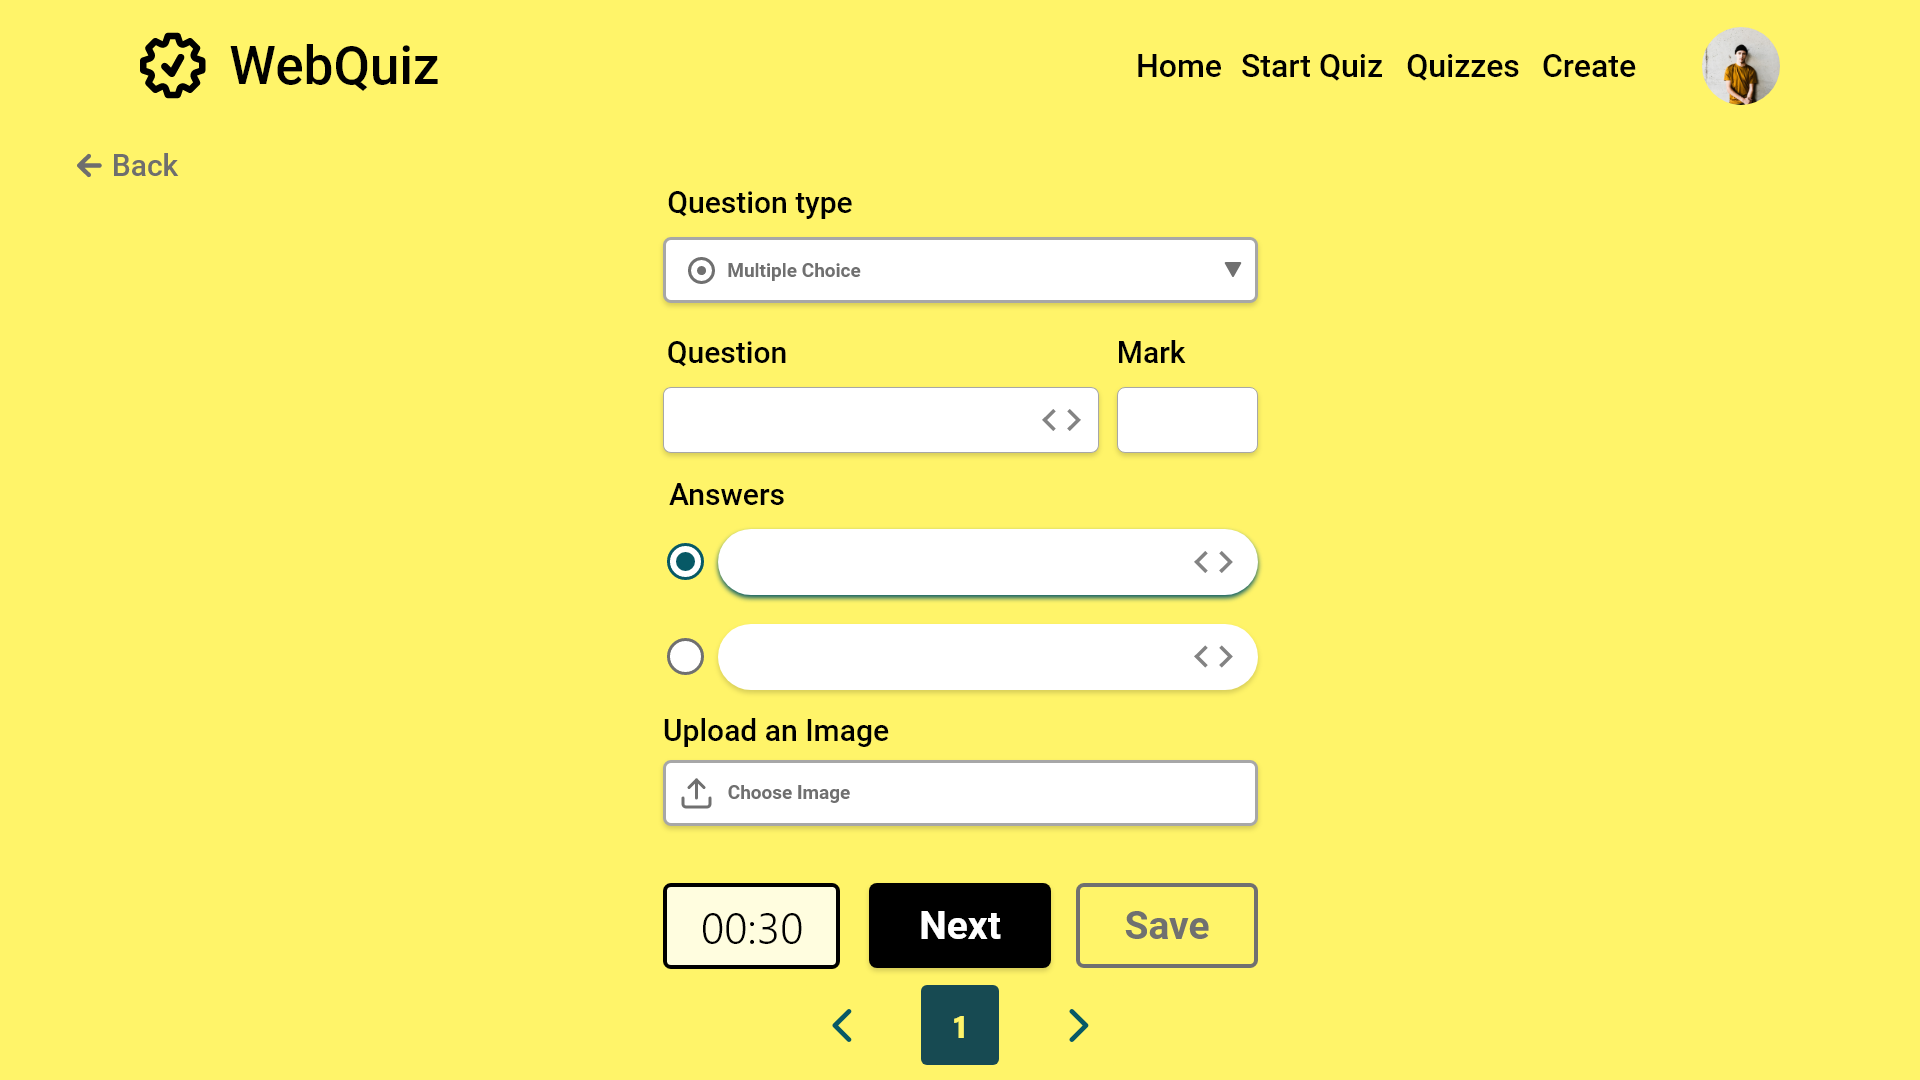 WebQuiz
Home Start Quiz Quizzes Create
Back
Question type
Multiple Choice
Question Mark
Answers
Upload an Image
Choose Image
00:30 Next Save
1